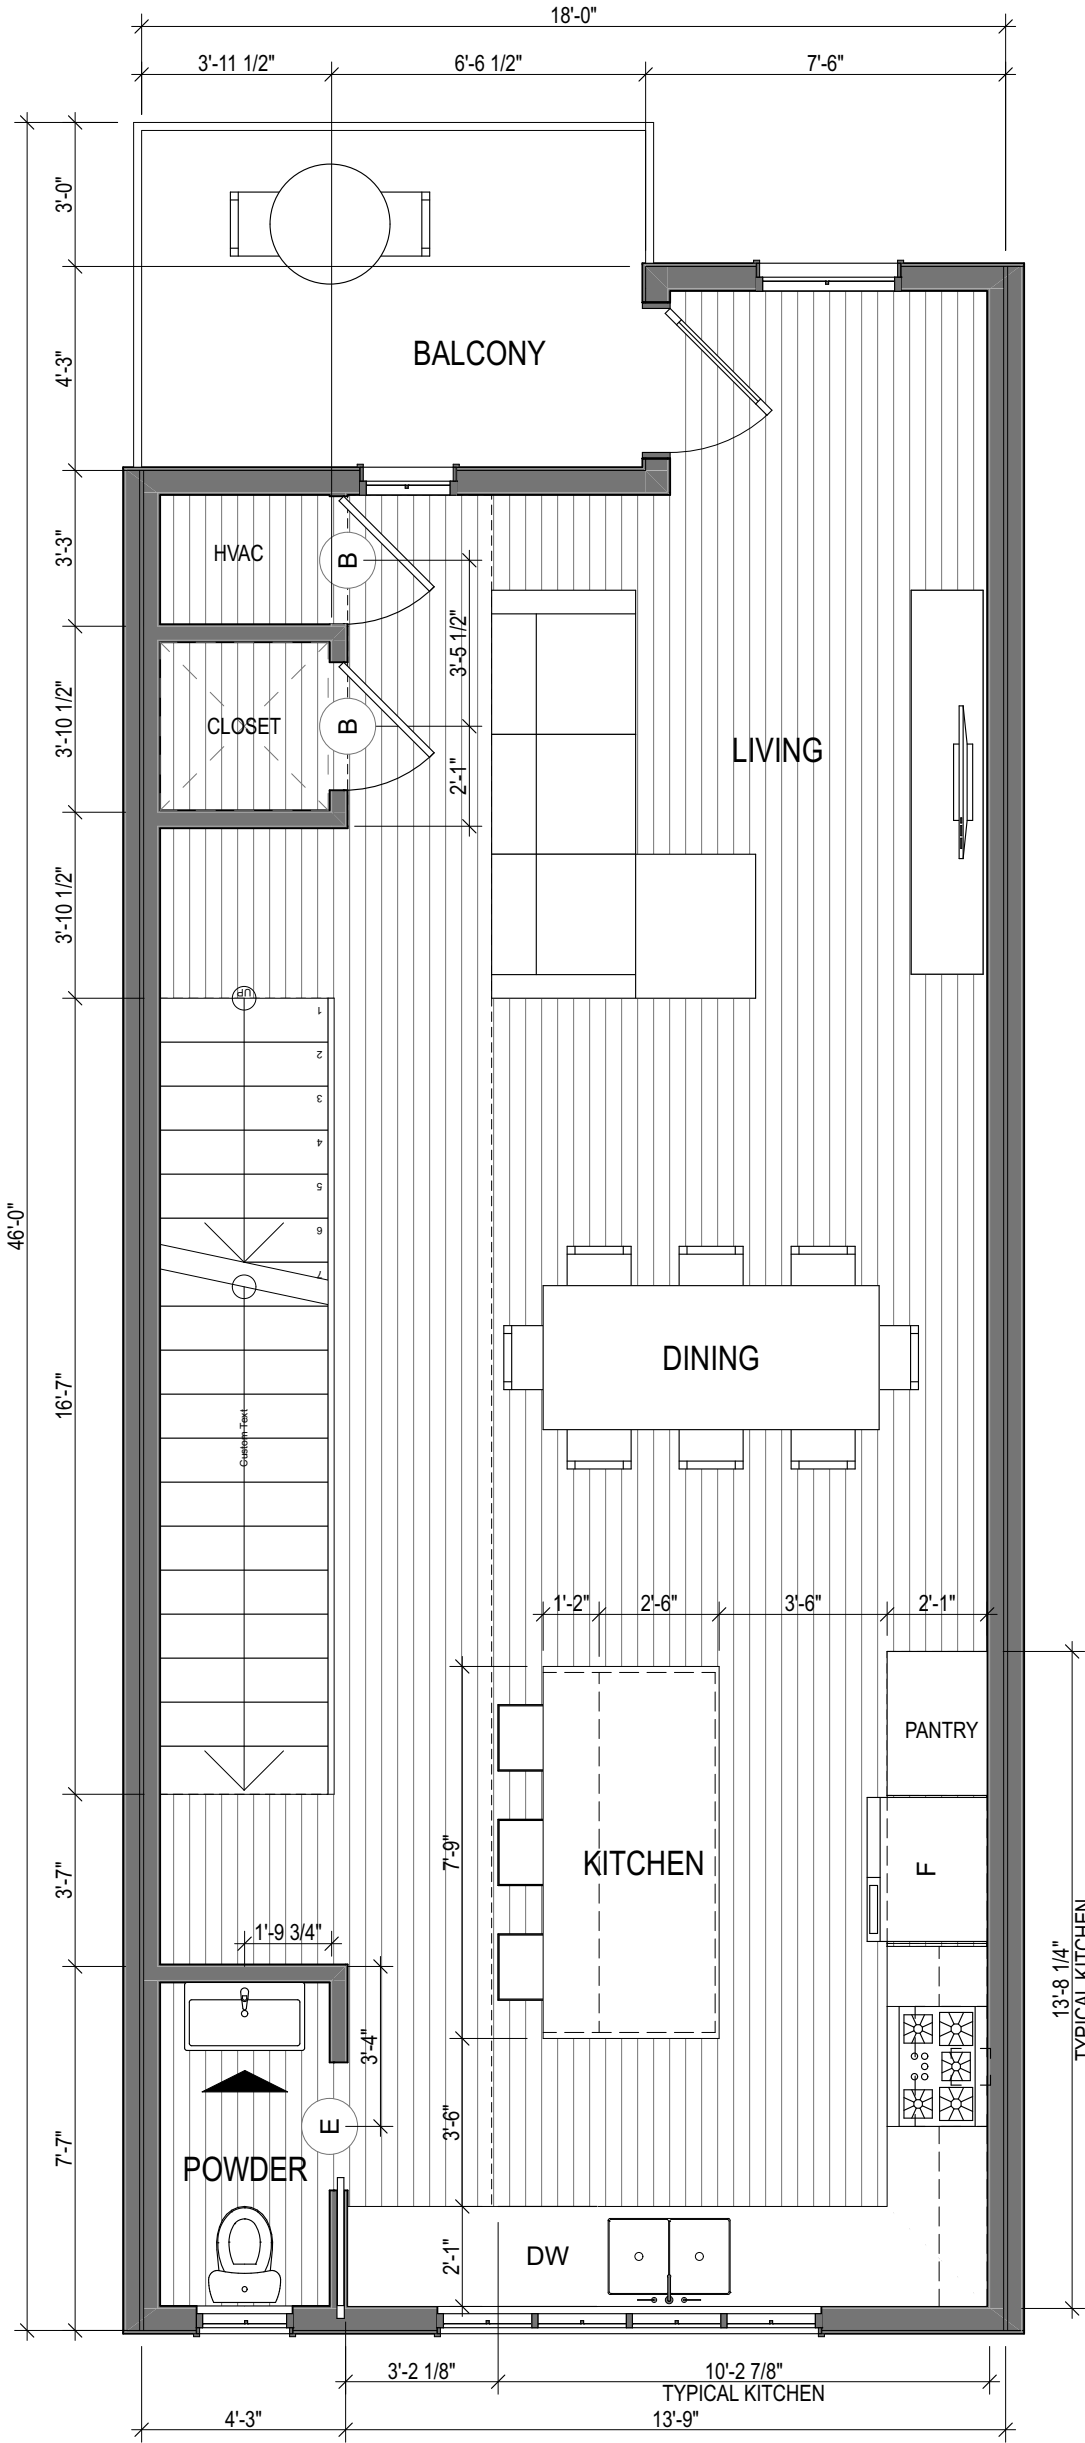 18'-0"
3'-11 1/2"
6'-6 1/2"
7'-6"
3'-0"
4'-3"
BALCONY
3'-3"
HVAC
B
3'-5 1/2"
3'-10 1/2"
CLOSET
B
2'-1"
LIVING
3'-10 1/2"
UP
1
2
3
4
5
6
7
46'-0"
16'-7"
Custom Text
DINING
1'-2"
2'-6"
3'-6"
2'-1"
PANTRY
7'-9"
KITCHEN
F
3'-7"
1'-9 3/4"
13'-8 1/4"
TYPICAL KITCHEN
3'-4"
3'-6"
E
7'-7"
POWDER
2'-1"
DW
3'-2 1/8"
10'-2 7/8"
TYPICAL KITCHEN
4'-3"
13'-9"